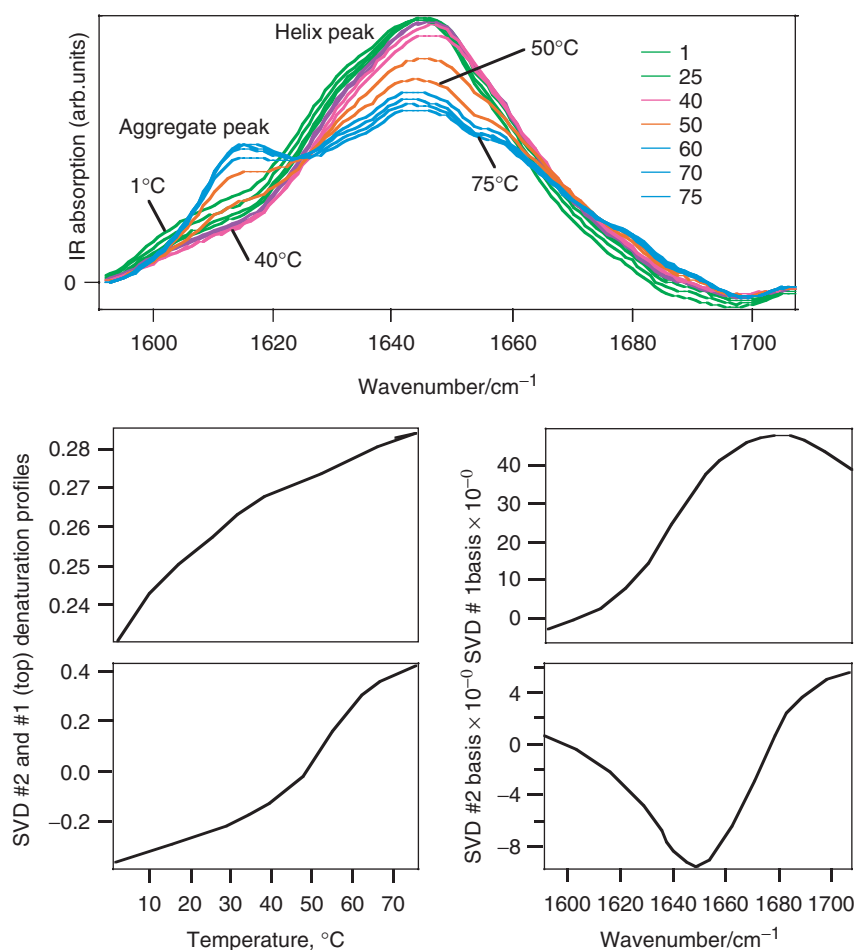 IR absorption (arb.units)
Helix peak
50°C
Aggregate peak
1°C
40°C
75°C
1
25
40
50
60
70
75
0
1600 1620 1640 1660 1680 1700
Wavenumber/cm⁻¹
SVD #2 and #1 (top) denaturation profiles
0.28
0.27
0.26
0.25
0.24
0.4
0.2
0.0
−0.2
10 20 30 40 50 60 70
Temperature, °C
SVD # 1basis × 10⁻⁰
40
30
20
10
0
SVD #2 basis × 10⁻⁰
4
0
−4
−8
1600 1620 1640 1660 1680 1700
Wavenumber/cm⁻¹